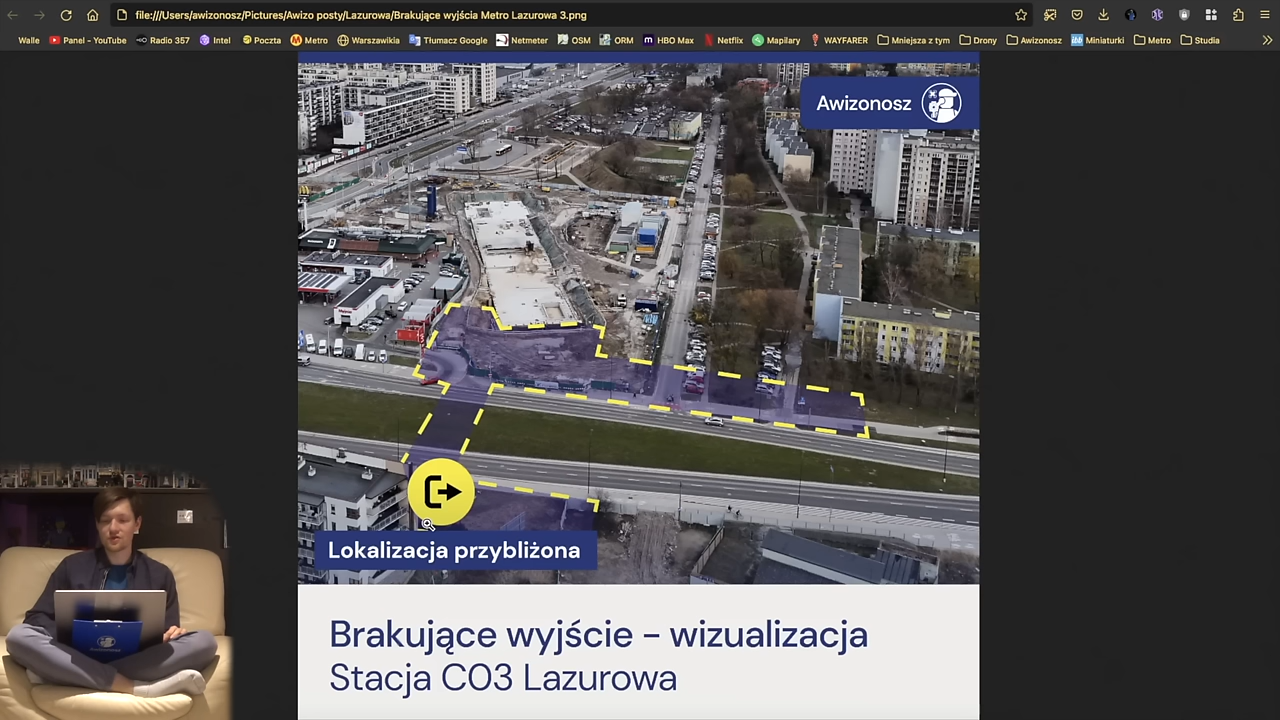 file:///Users/awizonosz/Pictures/Awizo posty/Lazurowa/Brakujące wyjścia Metro Lazurowa 3.png
Walle Panel - YouTube Radio 357 Intel Poczta Metro Warszawikia Tłumacz Google Netmeter OSM ORM HBO Max Netflix Mapilary WAYFARER Mniejsza z tym Drony Awizonosz Miniaturki Metro Studia
Awizonosz
Lokalizacja przybliżona
Brakujące wyjście - wizualizacja
Stacja C03 Lazurowa